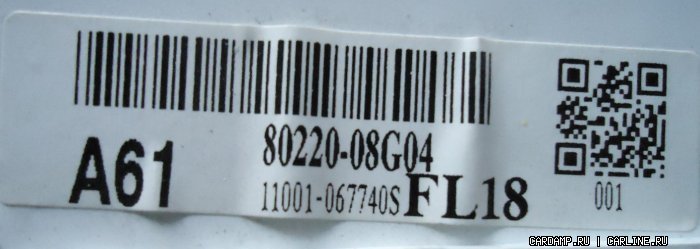 80220-08G04
A61
11001-067740S FL18
001
CARDAMP.RU | CARLINE.RU